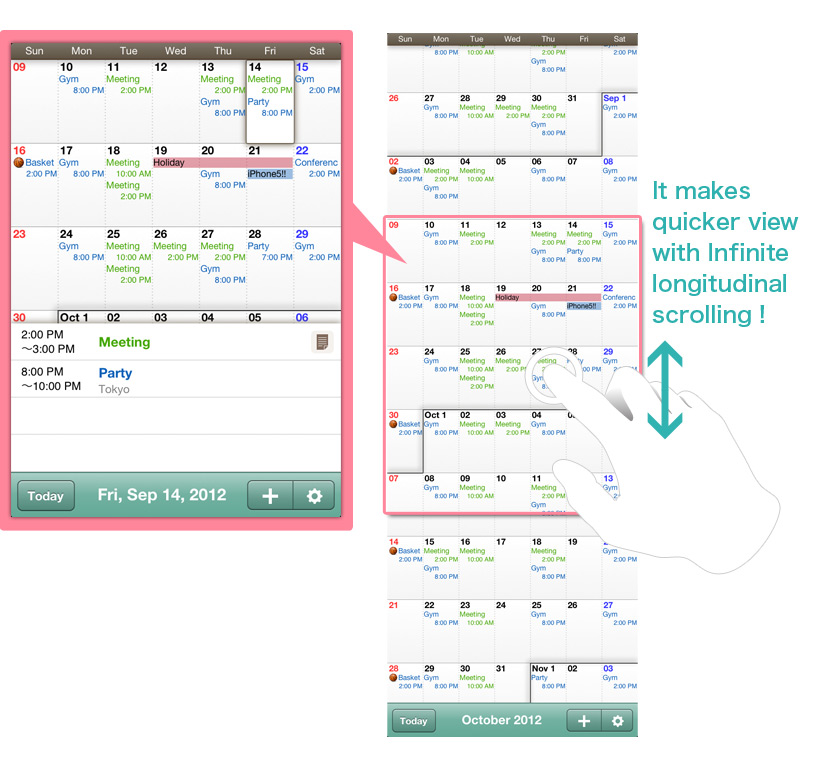 Sun Mon Tue Wed Thu Fri Sat
09 10 11 12 13 14 15
Gym Meeting Meeting Meeting Gym
8:00 PM 2:00 PM 2:00 PM 2:00 PM 2:00 PM
Gym Party
8:00 PM 8:00 PM
16 17 18 19 20 21 22
Basket Gym Meeting Holiday Conferenc
2:00 PM 8:00 PM 10:00 AM Gym iPhone5!! 2:00 PM
Meeting 8:00 PM
2:00 PM
23 24 25 26 27 28 29
Gym Meeting Meeting Meeting Party Gym
8:00 PM 10:00 AM 2:00 PM 2:00 PM 7:00 PM 2:00 PM
Meeting Gym
2:00 PM 8:00 PM
30 Oct 1 02 03 04 05 06
2:00 PM
～3:00 PM Meeting
8:00 PM Party
～10:00 PM Tokyo
Today Fri, Sep 14, 2012
Sun Mon Tue Wed Thu Fri Sat
8:00 PM 2:00 PM 2:00 PM 2:00 PM
Gym
8:00 PM
26 27 28 29 30 31 Sep 1
Gym Meeting Meeting Meeting Gym
8:00 PM 10:00 AM 2:00 PM 2:00 PM 2:00 PM
Gym
8:00 PM
02 03 04 05 06 07 08
Basket Meeting Meeting Gym Gym
2:00 PM 2:00 PM 10:00 AM 8:00 PM 2:00 PM
Gym
8:00 PM
09 10 11 12 13 14 15
Gym Meeting Meeting Meeting Gym
8:00 PM 2:00 PM 2:00 PM 2:00 PM 2:00 PM
Gym Party
8:00 PM 8:00 PM
16 17 18 19 20 21 22
Basket Gym Meeting Holiday Conferenc
2:00 PM 8:00 PM 10:00 AM Gym iPhone5!! 2:00 PM
Meeting 8:00 PM
2:00 PM
23 24 25 26 27 28 29
Gym Meeting Meeting Gym
8:00 PM 10:00 AM 2:00 PM 2:00 PM
Meeting
2:00 PM
30 Oct 1 02 03 04
Basket Gym Meeting Meeting Gym
2:00 PM 8:00 PM 10:00 AM 2:00 PM 8:00 PM
07 08 09 10 11 13
Gym Meeting Meeting Gym
8:00 PM 10:00 AM 2:00 PM
Gym
8:00 PM
14 15 16 17 18 19
Basket Meeting Meeting Meeting Gym
2:00 PM 2:00 PM 10:00 AM 2:00 PM 2:00 PM
Gym Gym
8:00 PM 8:00 PM
21 22 23 24 25 26 27
Gym Meeting Gym Gym
8:00 PM 10:00 AM 8:00 PM 2:00 PM
28 29 30 31 Nov 1 02 03
Basket Gym Meeting Party Gym
2:00 PM 8:00 PM 10:00 AM 8:00 PM 2:00 PM
Today October 2012
It makes
quicker view
with Infinite
longitudinal
scrolling !